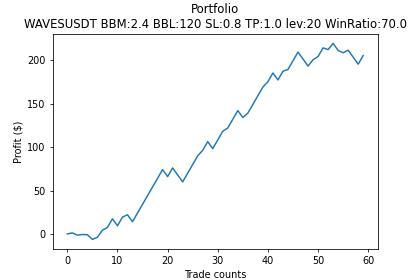 Portfolio
WAVESUSDT BBM:2.4 BBL:120 SL:0.8 TP:1.0 lev:20 WinRatio:70.0
200
150
100
50
0
Profit ($)
0 10 20 30 40 50 60
Trade counts